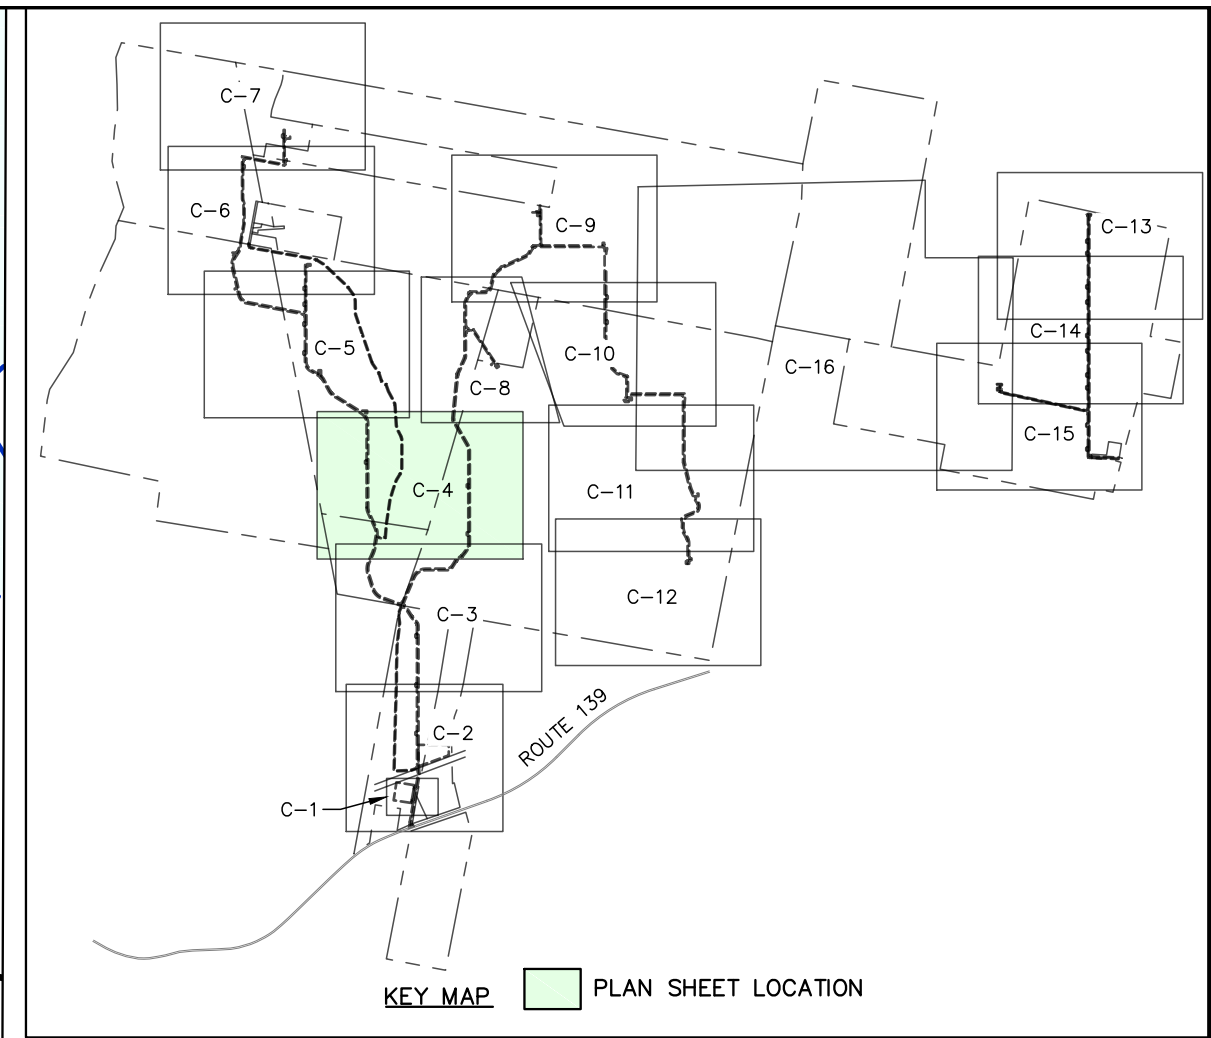 C-7
C-6
C-9
C-13
C-5
C-10
C-14
C-8
C-16
C-15
C-4
C-11
C-12
C-3
C-2
ROUTE 139
C-1
KEY MAP
PLAN SHEET LOCATION